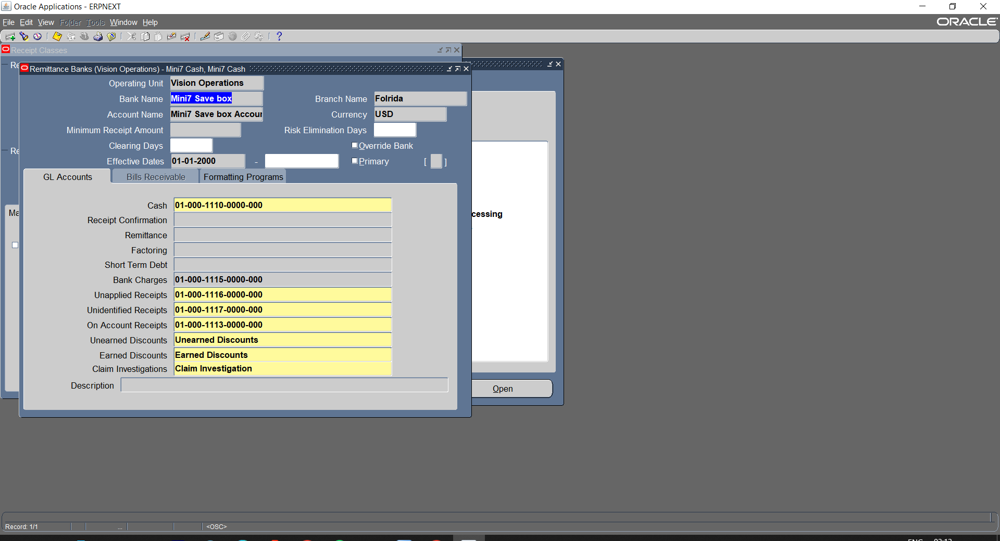 Oracle Applications - ERPNEXT
File Edit View Folder Tools Window Help
ORACLE
Receipt Classes
Re
Remittance Banks (Vision Operations) - Mini7 Cash, Mini7 Cash
Operating Unit Vision Operations
Bank Name Mini7 Save box Branch Name Folrida
Account Name Mini7 Save box Accour Currency USD
Minimum Receipt Amount Risk Elimination Days
Clearing Days Override Bank
Re
Effective Dates 01-01-2000 - Primary [ ]
GL Accounts Bills Receivable Formatting Programs
Cash 01-000-1110-0000-000
Ma
cessing
Receipt Confirmation
Remittance
Factoring
Short Term Debt
Bank Charges 01-000-1115-0000-000
Unapplied Receipts 01-000-1116-0000-000
Unidentified Receipts 01-000-1117-0000-000
On Account Receipts 01-000-1113-0000-000
Unearned Discounts Unearned Discounts
Earned Discounts Earned Discounts
Claim Investigations Claim Investigation
Description
Open
Record: 1/1 ... <OSC>